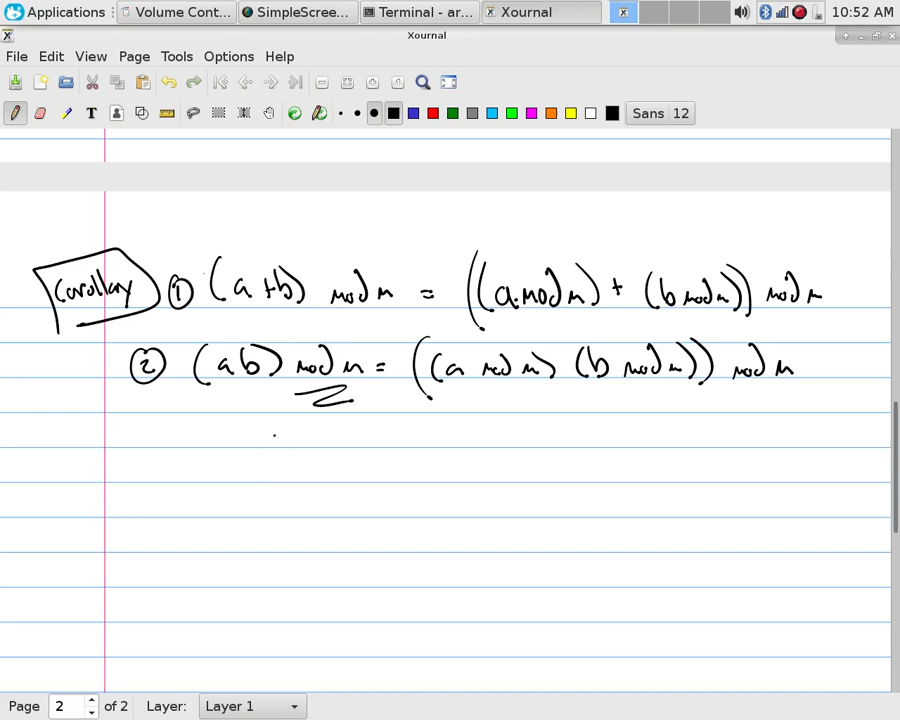 Applications
Volume Cont...
SimpleScree...
Terminal - ar...
Xournal
10:52 AM
Xournal
File Edit View Page Tools Options Help
Sans 12
Corollary ① (a+b) mod m = ((a mod m) + (b mod m)) mod m
② (ab) mod m = ((a mod m) (b mod m)) mod m
Page 2 of 2 Layer: Layer 1